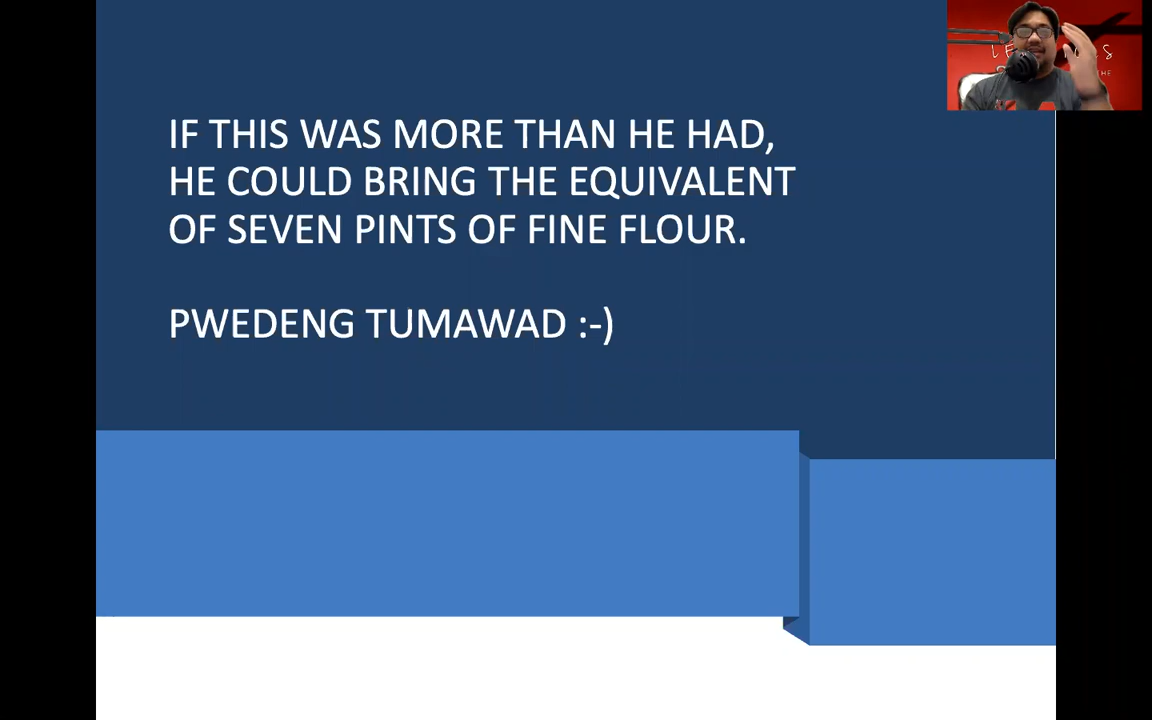 IF THIS WAS MORE THAN HE HAD,
HE COULD BRING THE EQUIVALENT
OF SEVEN PINTS OF FINE FLOUR.
PWEDENG TUMAWAD :-)